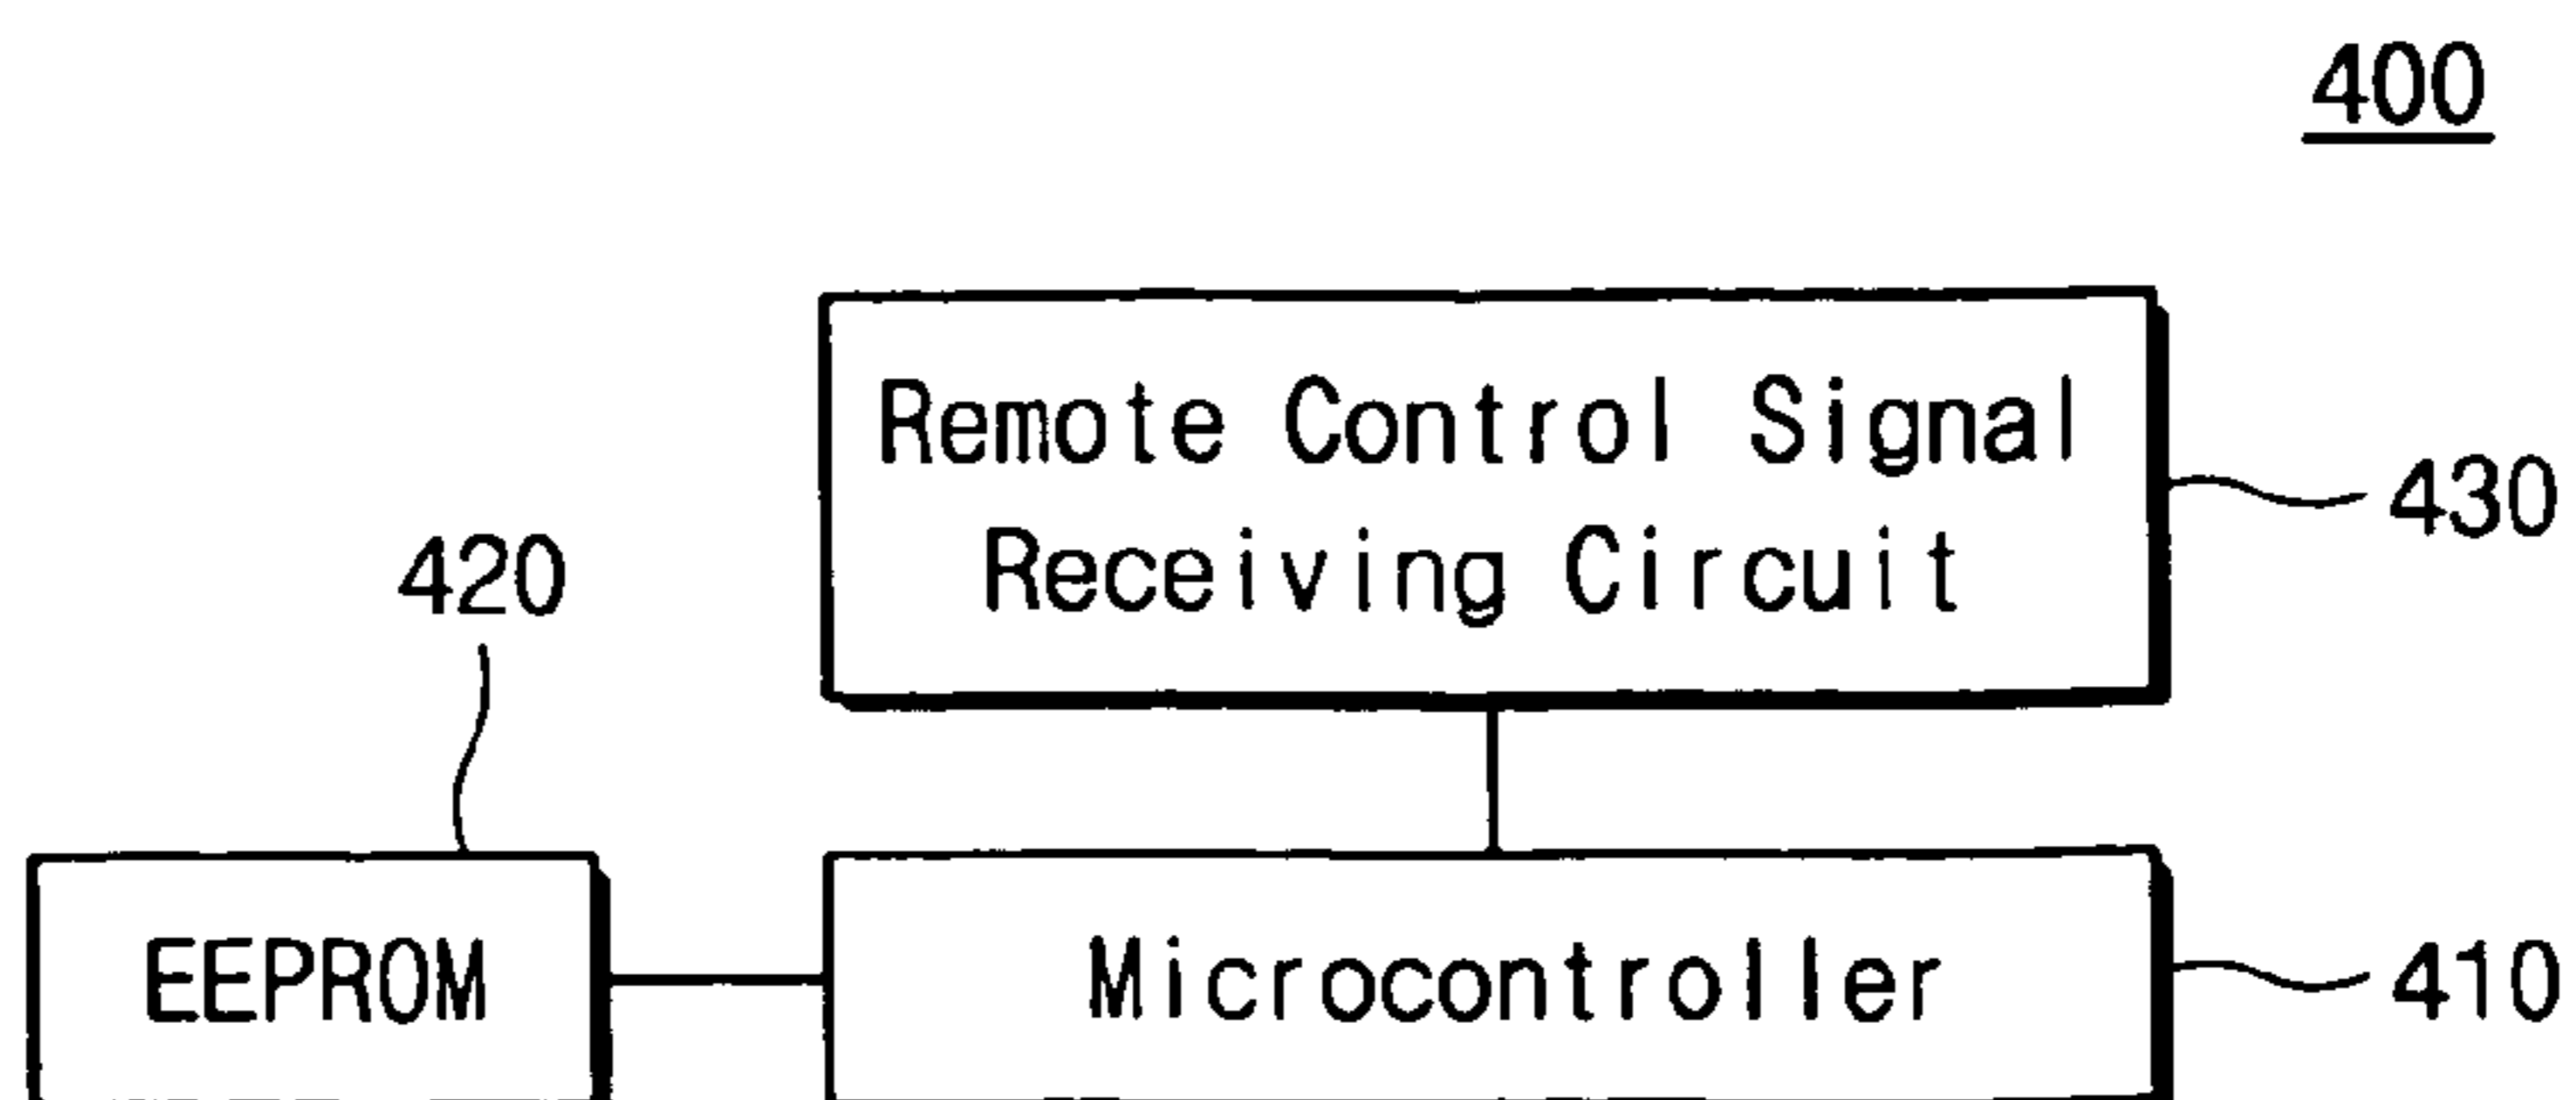 400
Remote Control Signal
Receiving Circuit
430
420
EEPROM
Microcontroller
410